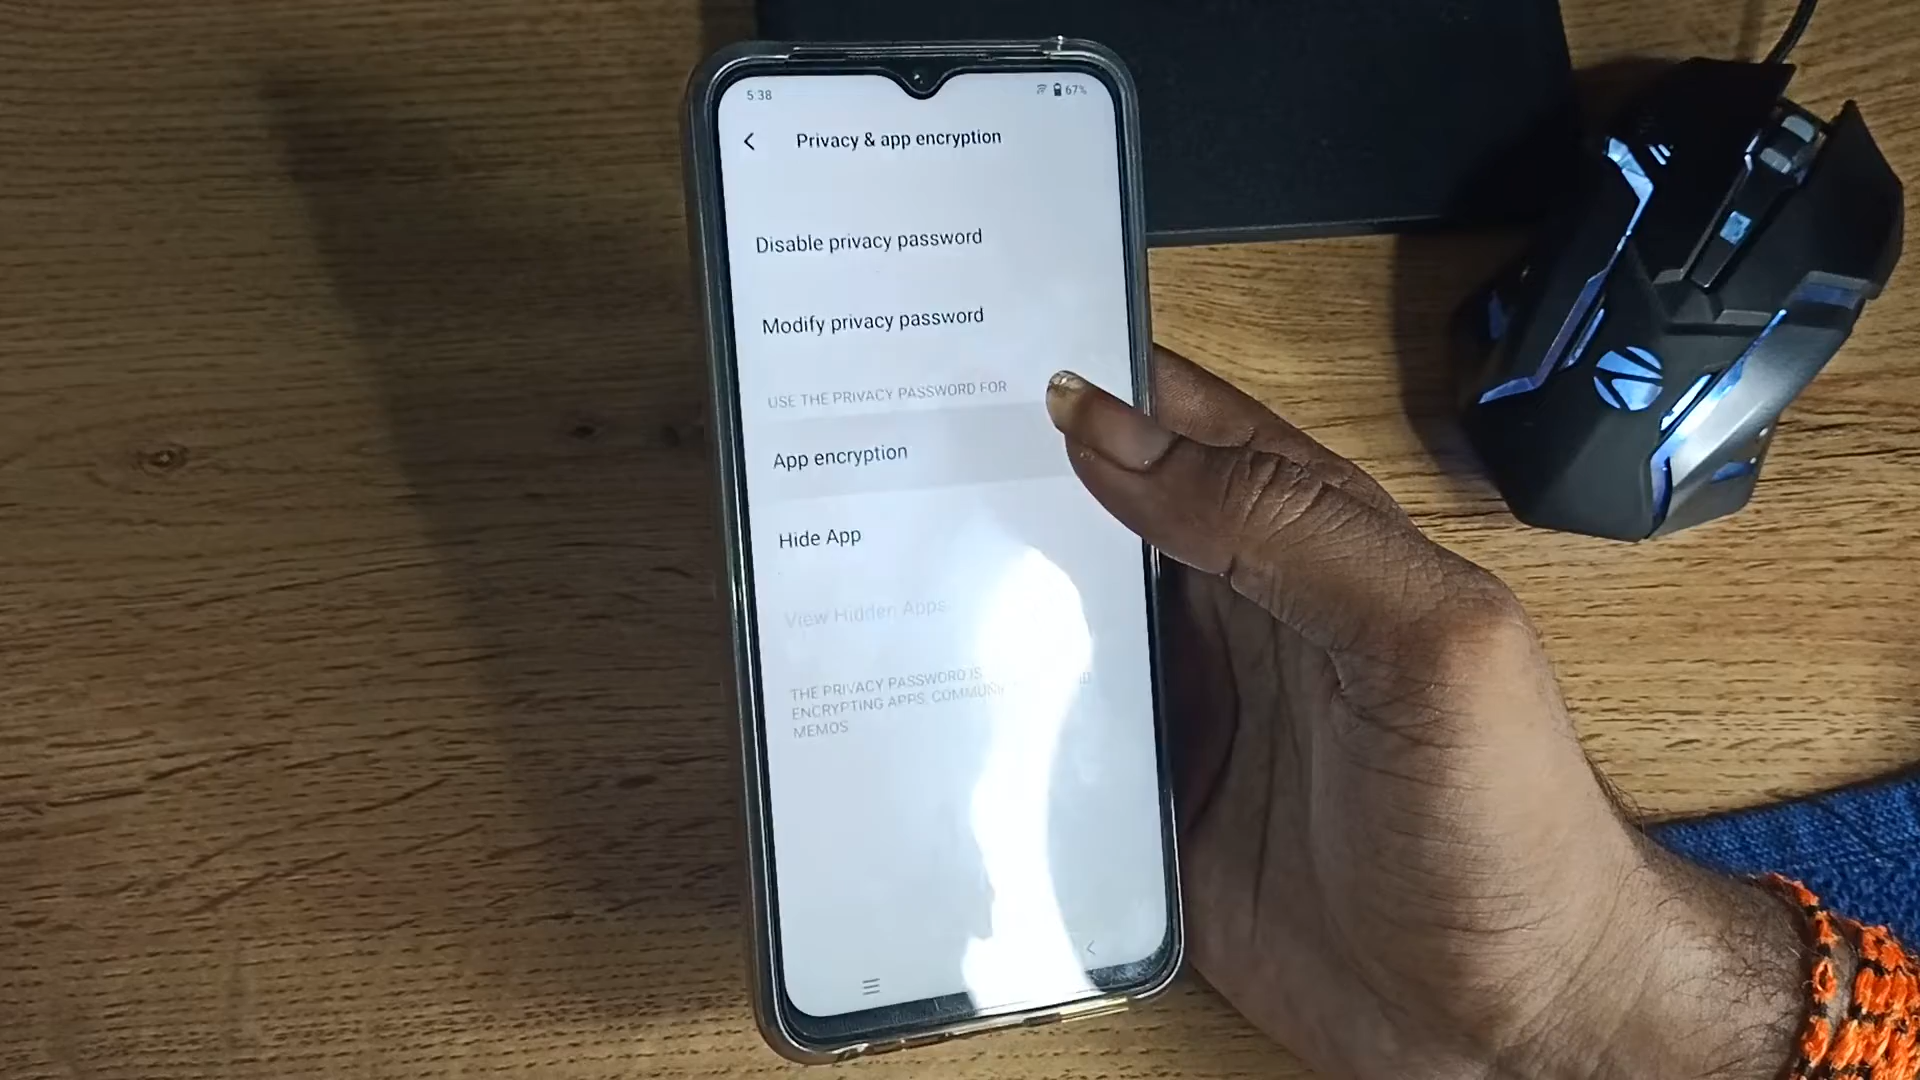 5:38
67%
Privacy & app encryption
Disable privacy password
Modify privacy password
USE THE PRIVACY PASSWORD FOR
App encryption
Hide App
View Hidden Apps
THE PRIVACY PASSWORD IS
ENCRYPTING APPS, COMMUN
MEMOS